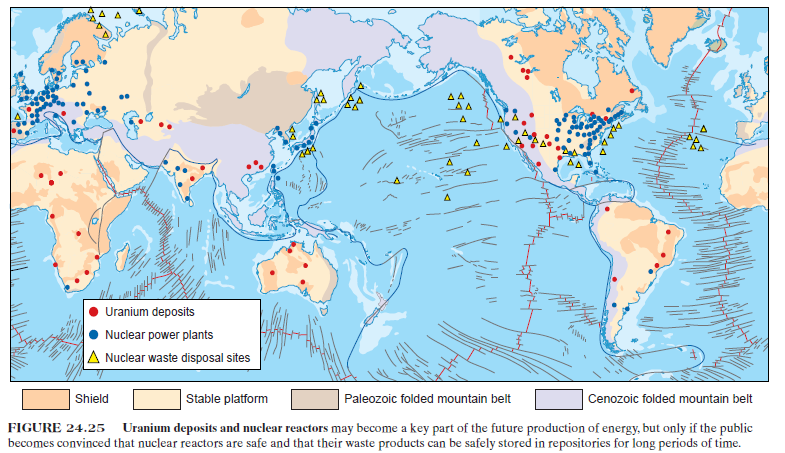 Uranium deposits
Nuclear power plants
Nuclear waste disposal sites
Shield
Stable platform
Paleozoic folded mountain belt
Cenozoic folded mountain belt
FIGURE 24.25 Uranium deposits and nuclear reactors may become a key part of the future production of energy, but only if the public
becomes convinced that nuclear reactors are safe and that their waste products can be safely stored in repositories for long periods of time.